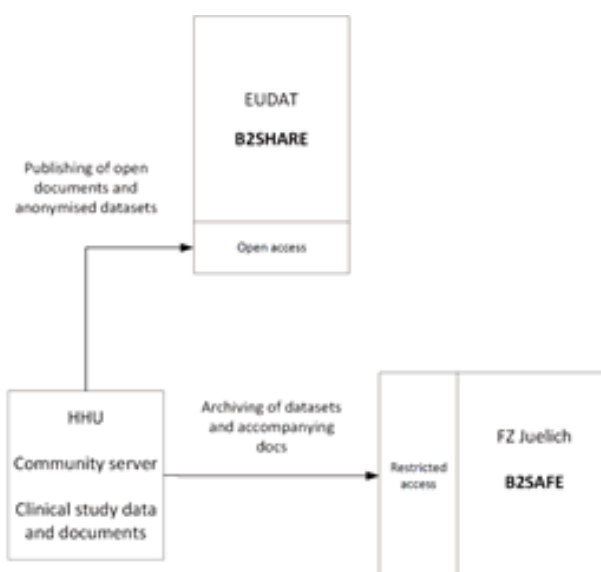 EUDAT
B2SHARE
Publishing of open
documents and
anonymised datasets
Open access
HHU
Community server
Clinical study data
and documents
Archiving of datasets
and accompanying
docs
Restricted
access
FZ Juelich
B2SAFE